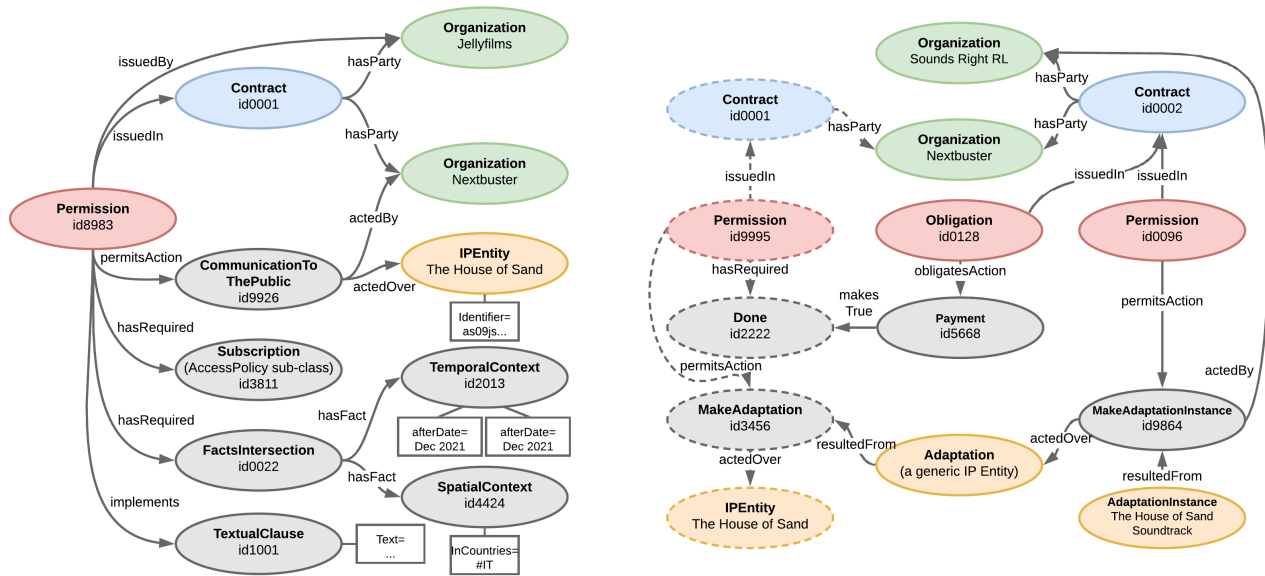 Organization
Jellyfilms
issuedBy
hasParty
Contract
id0001
issuedIn
hasParty
Organization
Nextbuster
Permission
id8983
actedBy
permitsAction
CommunicationTo
ThePublic
id9926
IPEntity
The House of Sand
actedOver
Identifier=
as09js...
hasRequired
Subscription
(AccessPolicy sub-class)
id3811
TemporalContext
id2013
hasFact
hasRequired
afterDate=
Dec 2021
afterDate=
Dec 2021
FactsIntersection
id0022
hasFact
SpatialContext
id4424
implements
TextualClause
id1001
Text=
...
InCountries=
#IT
Organization
Sounds Right RL
hasParty
Contract
id0001
Contract
id0002
hasParty
hasParty
Organization
Nextbuster
issuedIn
issuedIn
issuedIn
Permission
id9995
Obligation
id0128
Permission
id0096
hasRequired
obligatesAction
makes
True
permitsAction
Done
id2222
Payment
id5668
permitsAction
actedBy
MakeAdaptation
id3456
MakeAdaptationInstance
id9864
resultedFrom
actedOver
actedOver
Adaptation
(a generic IP Entity)
resultedFrom
IPEntity
The House of Sand
AdaptationInstance
The House of Sand
Soundtrack